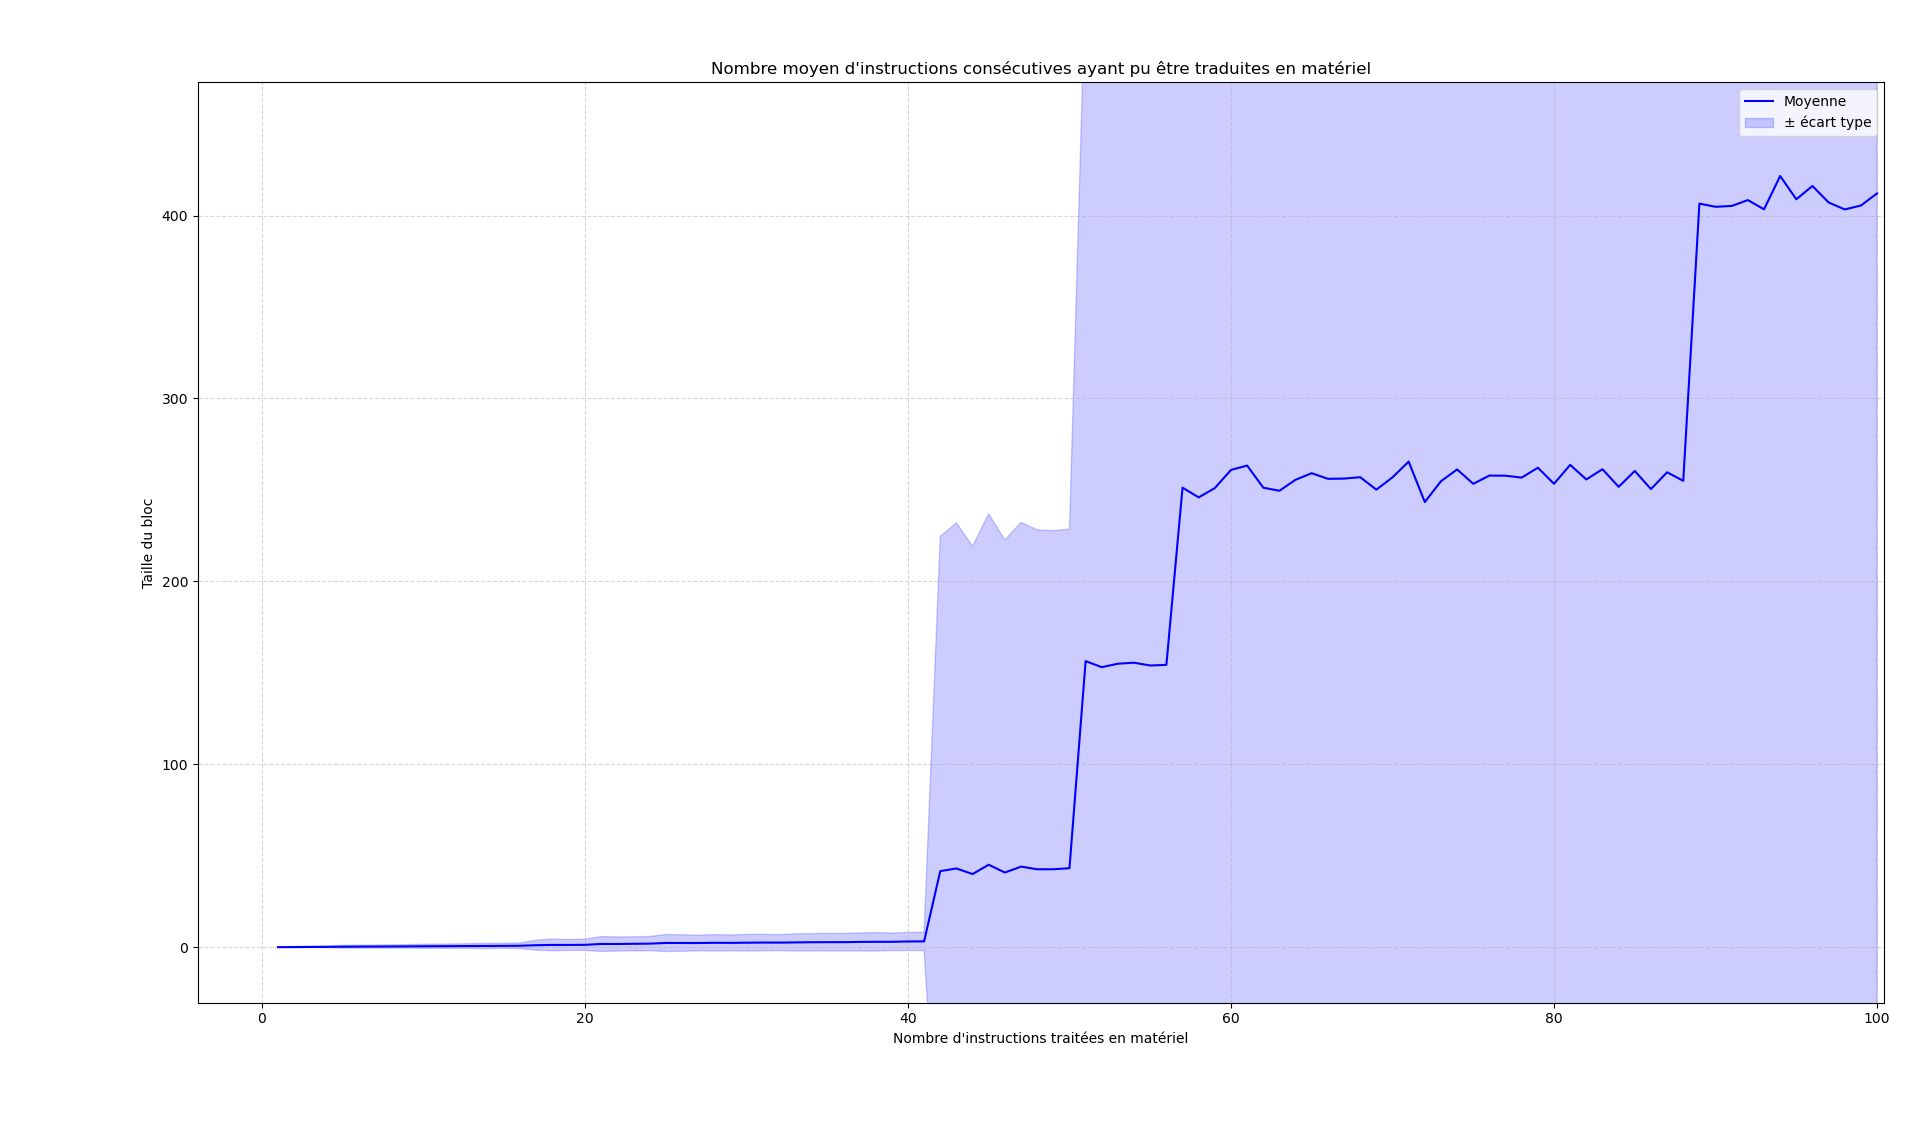 Nombre moyen d'instructions consécutives ayant pu être traduites en matériel
Moyenne
± écart type
400
300
200
100
0
Taille du bloc
0 20 40 60 80 100
Nombre d'instructions traitées en matériel